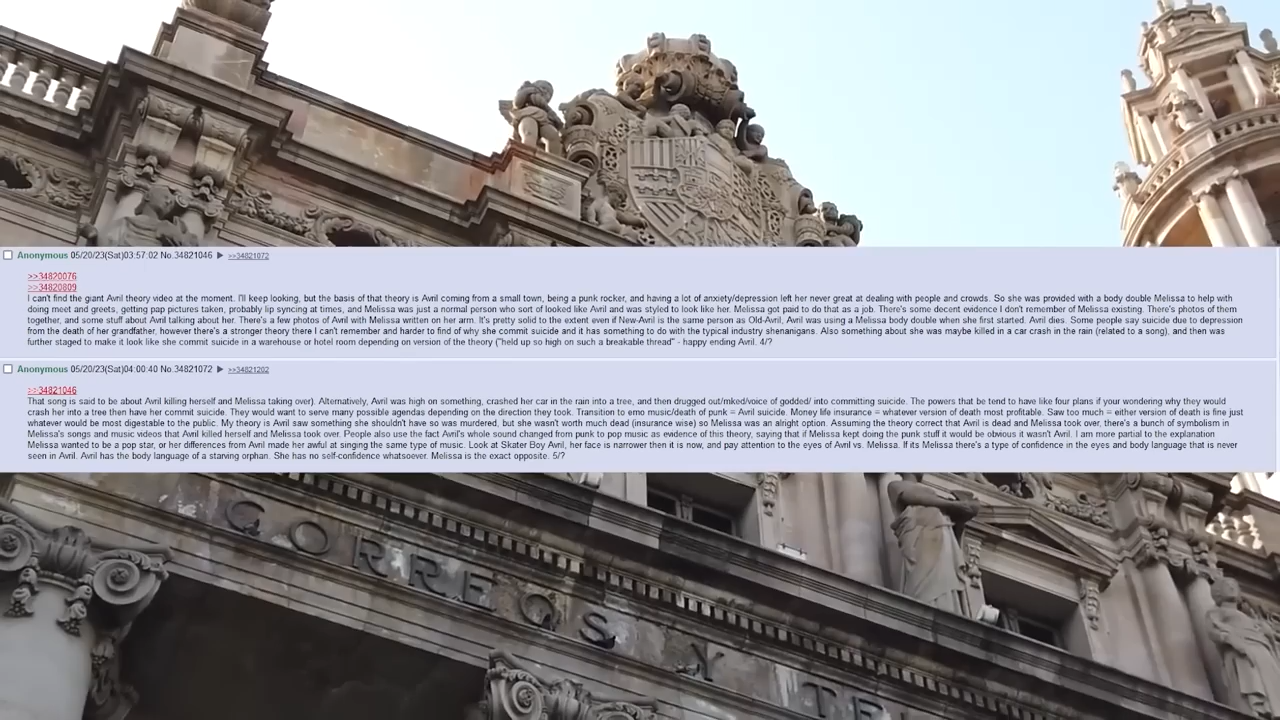 Anonymous 05/20/23(Sat)03:57:02 No.34821046 ▶ >>34821072
>>34820076
>>34820809
I can't find the giant Avril theory video at the moment. I'll keep looking, but the basis of that theory is Avril coming from a small town, being a punk rocker, and having a lot of anxiety/depression left her never great at dealing with people and crowds. So she was provided with a body double Melissa to help with
doing meet and greets, getting pap pictures taken, probably lip syncing at times, and Melissa was just a normal person who sort of looked like Avril and was styled to look like her. Melissa got paid to do that as a job. There's some decent evidence I don't remember of Melissa existing. There's photos of them
together, and some stuff about Avril talking about her. There's a few photos of Avril with Melissa written on her arm. It's pretty solid to the extent even if New-Avril is the same person as Old-Avril, Avril was using a Melissa body double when she first started. Avril dies. Some people say suicide due to depression
from the death of her grandfather, however there's a stronger theory there I can't remember and harder to find of why she commit suicide and it has something to do with the typical industry shenanigans. Also something about she was maybe killed in a car crash in the rain (related to a song), and then was
further staged to make it look like she commit suicide in a warehouse or hotel room depending on version of the theory ("held up so high on such a breakable thread" - happy ending Avril. 4/?
Anonymous 05/20/23(Sat)04:00:40 No.34821072 ▶ >>34821202
>>34821046
That song is said to be about Avril killing herself and Melissa taking over). Alternatively, Avril was high on something, crashed her car in the rain into a tree, and then drugged out/mked/voice of godded/ into committing suicide. The powers that be tend to have like four plans if your wondering why they would
crash her into a tree then have her commit suicide. They would want to serve many possible agendas depending on the direction they took. Transition to emo music/death of punk = Avril suicide. Money life insurance = whatever version of death most profitable. Saw too much = either version of death is fine just
whatever would be most digestable to the public. My theory is Avril saw something she shouldn't have so was murdered, but she wasn't worth much dead (insurance wise) so Melissa was an alright option. Assuming the theory correct that Avril is dead and Melissa took over, there's a bunch of symbolism in
Melissa's songs and music videos that Avril killed herself and Melissa took over. People also use the fact Avril's whole sound changed from punk to pop music as evidence of this theory, saying that if Melissa kept doing the punk stuff it would be obvious it wasn't Avril. I am more partial to the explanation
Melissa wanted to be a pop star, or her differences from Avril made her awful at singing the same type of music. Look at Skater Boy Avril, her face is narrower then it is now, and pay attention to the eyes of Avril vs. Melissa. If its Melissa there's a type of confidence in the eyes and body language that is never
seen in Avril. Avril has the body language of a starving orphan. She has no self-confidence whatsoever. Melissa is the exact opposite. 5/?
CORREOS Y TEL